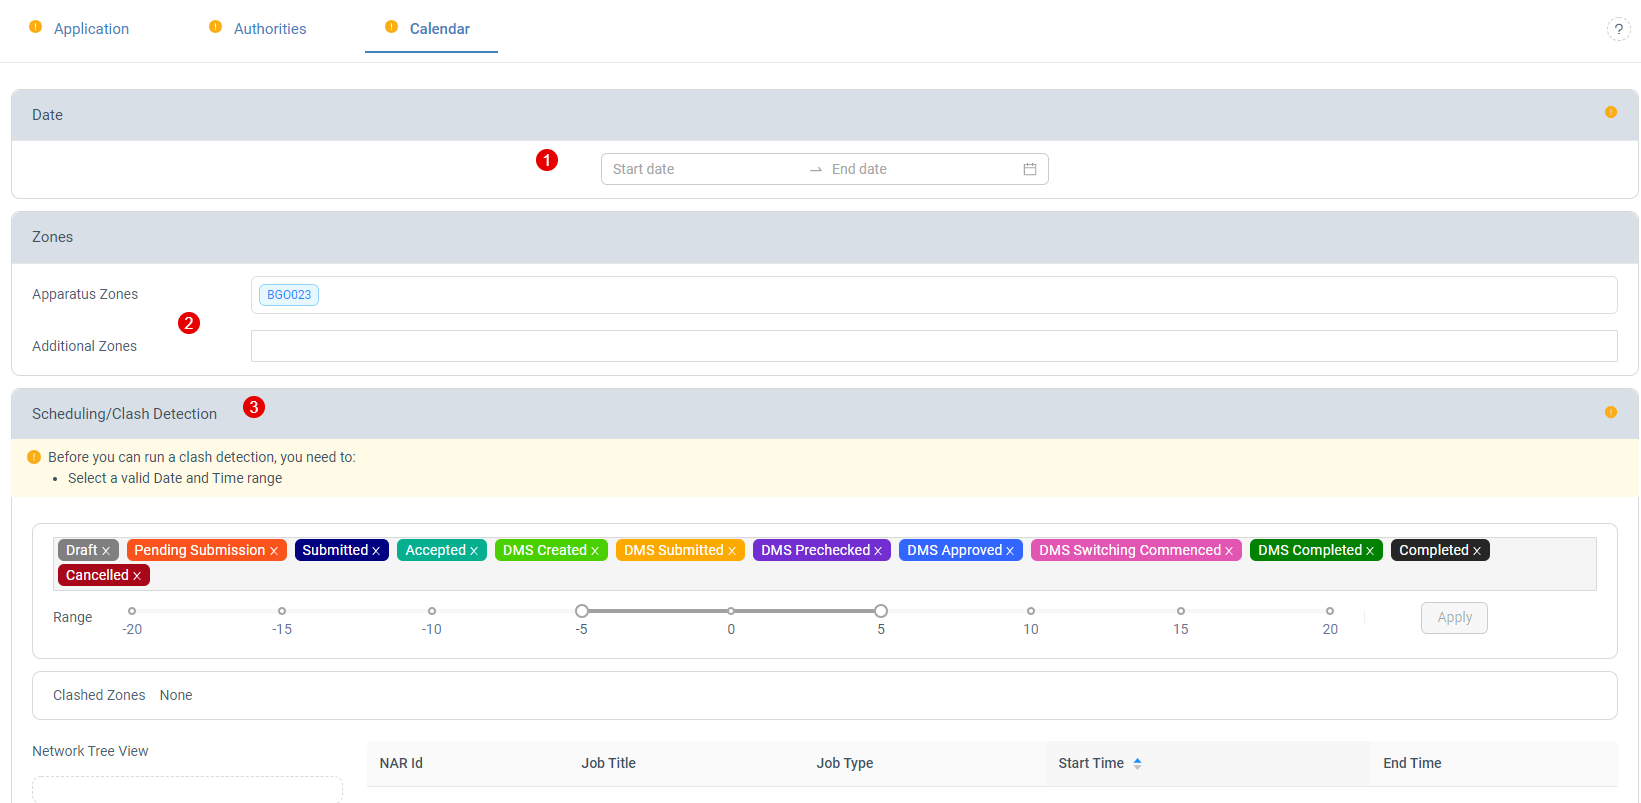 Application Authorities Calendar ?
Date
1 Start date → End date
Zones
Apparatus Zones BGO023
2
Additional Zones
Scheduling/Clash Detection 3
Before you can run a clash detection, you need to:
• Select a valid Date and Time range
Draft × Pending Submission × Submitted × Accepted × DMS Created × DMS Submitted × DMS Prechecked × DMS Approved × DMS Switching Commenced × DMS Completed × Completed ×
Cancelled ×
Range Apply
-20 -15 -10 -5 0 5 10 15 20
Clashed Zones None
Network Tree View
NAR Id Job Title Job Type Start Time End Time